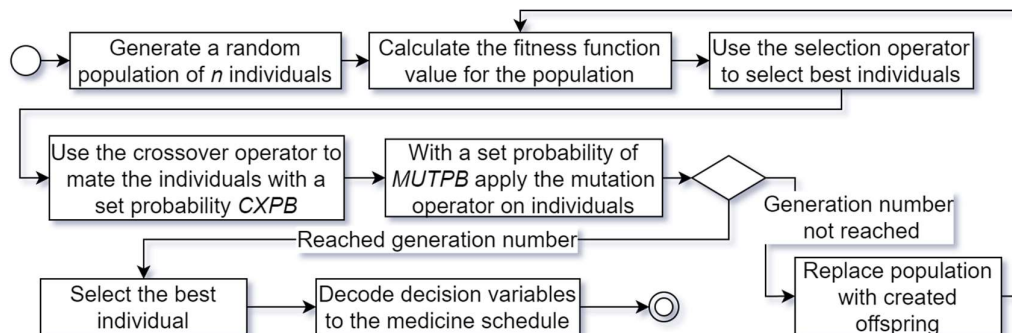 Generate a random
population of n individuals
Calculate the fitness function
value for the population
Use the selection operator
to select best individuals
Use the crossover operator to
mate the individuals with a
set probability CXPB
With a set probability of
MUTPB apply the mutation
operator on individuals
Generation number
not reached
Reached generation number
Select the best
individual
Decode decision variables
to the medicine schedule
Replace population
with created
offspring